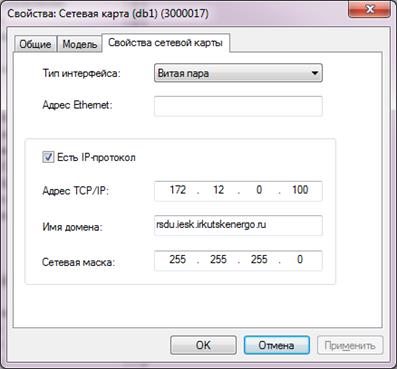 Свойства: Сетевая карта (db1) (3000017)
Общие Модель Свойства сетевой карты
Тип интерфейса: Витая пара
Адрес Ethernet:
Есть IP-протокол
Адрес TCP/IP: 172 . 12 . 0 . 100
Имя домена: rsdu.iesk.irkutskenergo.ru
Сетевая маска: 255 . 255 . 255 . 0
OK Отмена Применить